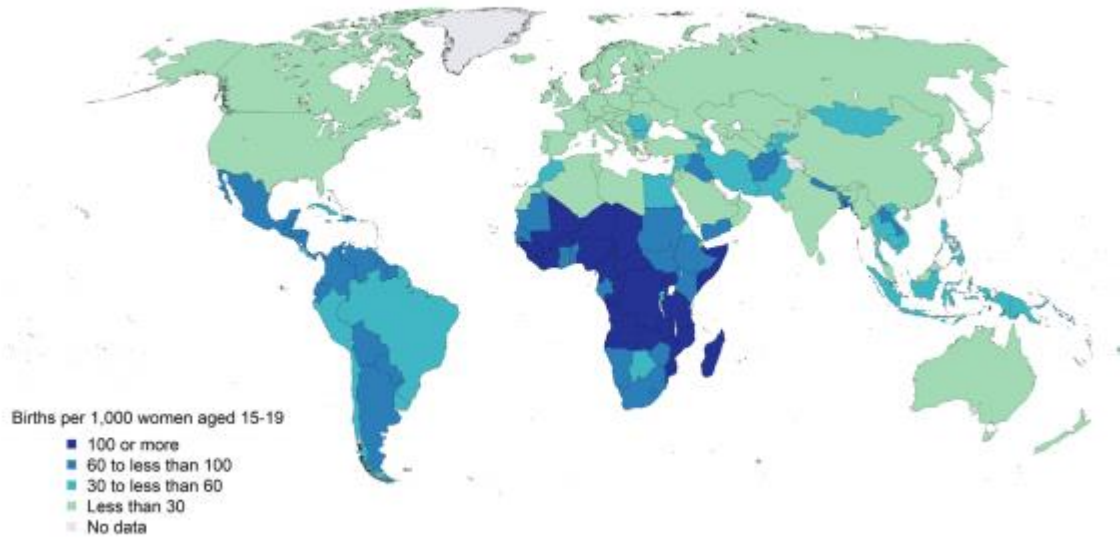 Births per 1,000 women aged 15-19
100 or more
60 to less than 100
30 to less than 60
Less than 30
No data